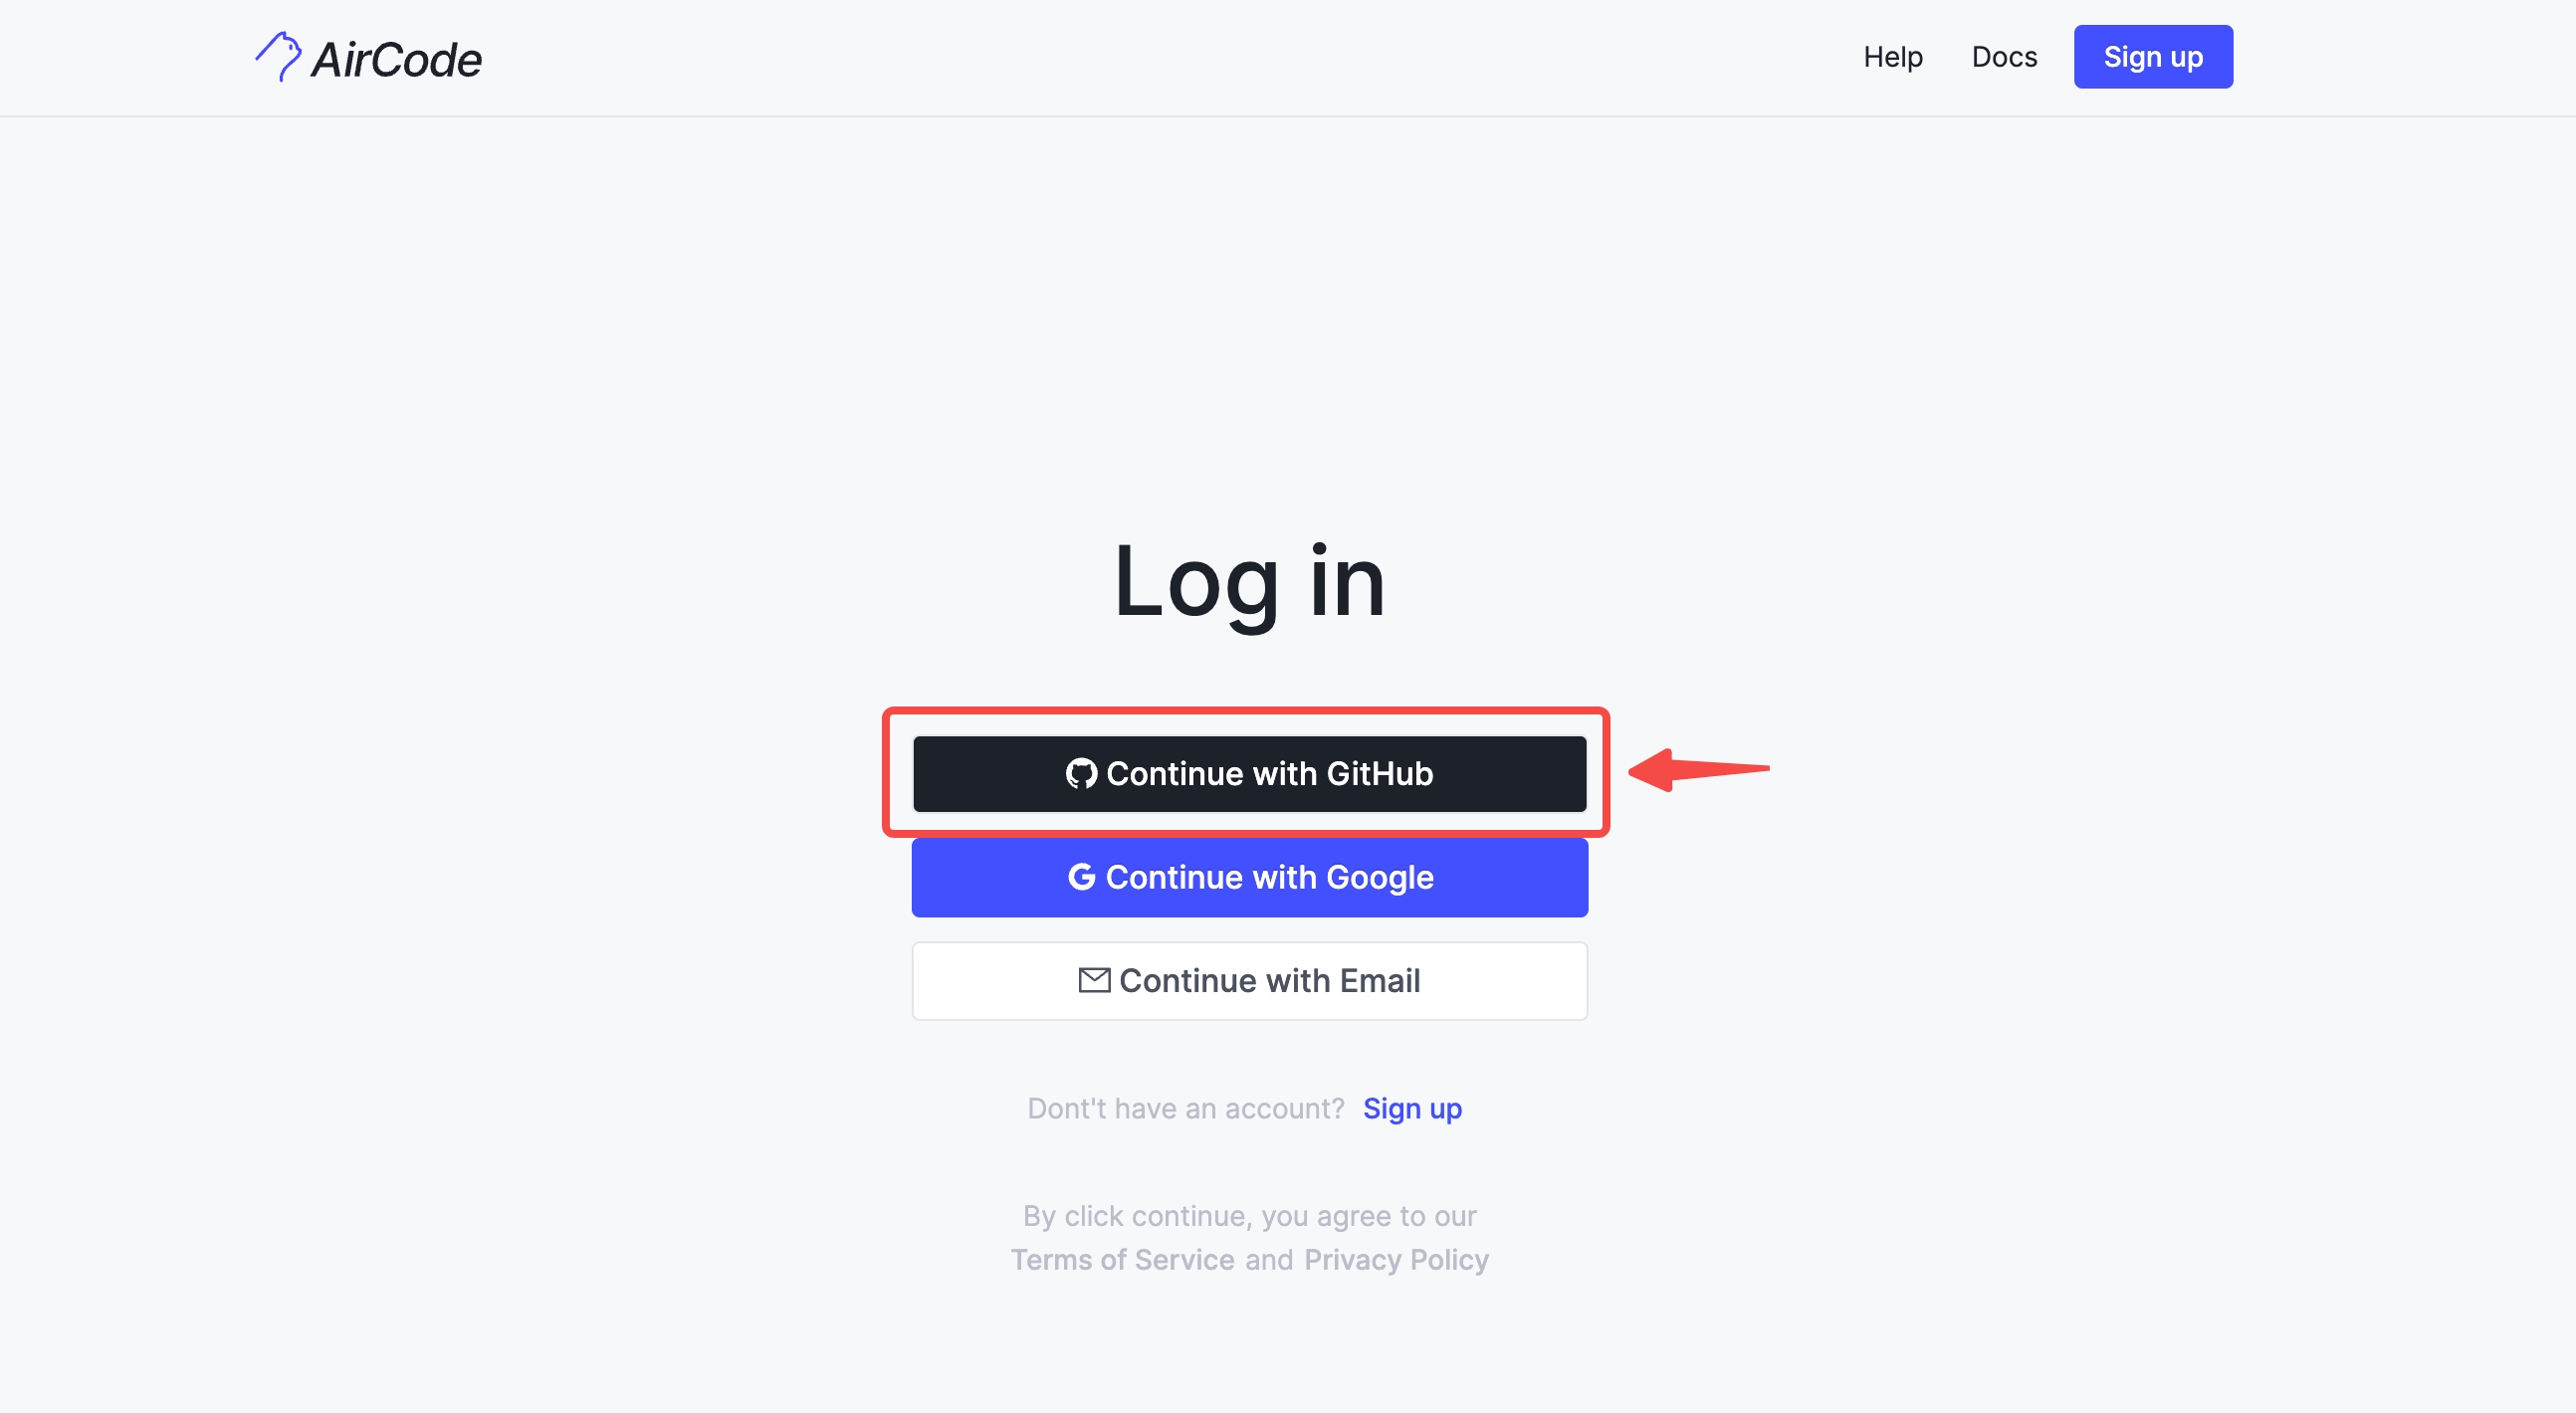 AirCode
Help Docs Sign up
Log in
Continue with GitHub
Continue with Google
Continue with Email
Dont't have an account? Sign up
By click continue, you agree to our
Terms of Service and Privacy Policy